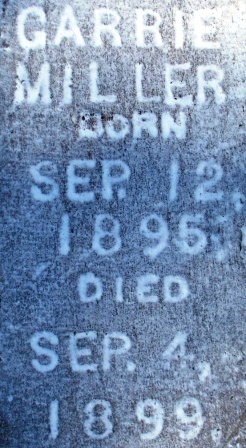 CARRIE
MILLER
BORN
SEP. 12,
1895;
DIED
SEP. 4,
1899.